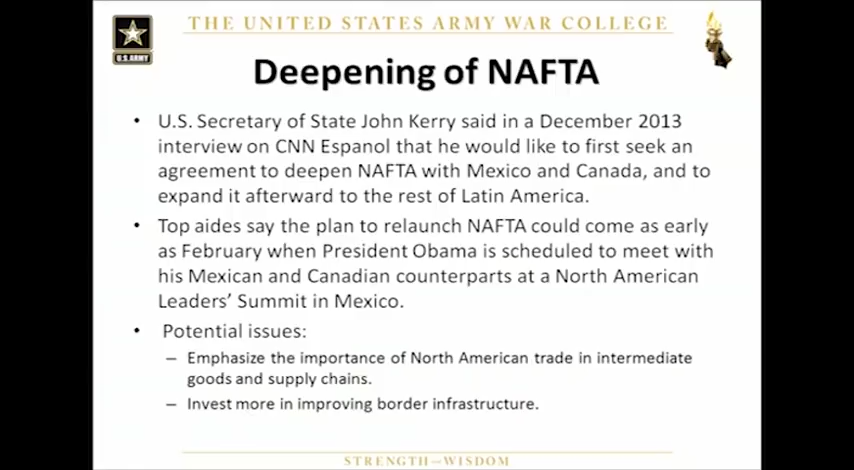 THE UNITED STATES ARMY WAR COLLEGE
U.S. ARMY
Deepening of NAFTA
• U.S. Secretary of State John Kerry said in a December 2013
interview on CNN Espanol that he would like to first seek an
agreement to deepen NAFTA with Mexico and Canada, and to
expand it afterward to the rest of Latin America.
• Top aides say the plan to relaunch NAFTA could come as early
as February when President Obama is scheduled to meet with
his Mexican and Canadian counterparts at a North American
Leaders' Summit in Mexico.
• Potential issues:
– Emphasize the importance of North American trade in intermediate
goods and supply chains.
– Invest more in improving border infrastructure.
STRENGTH—WISDOM